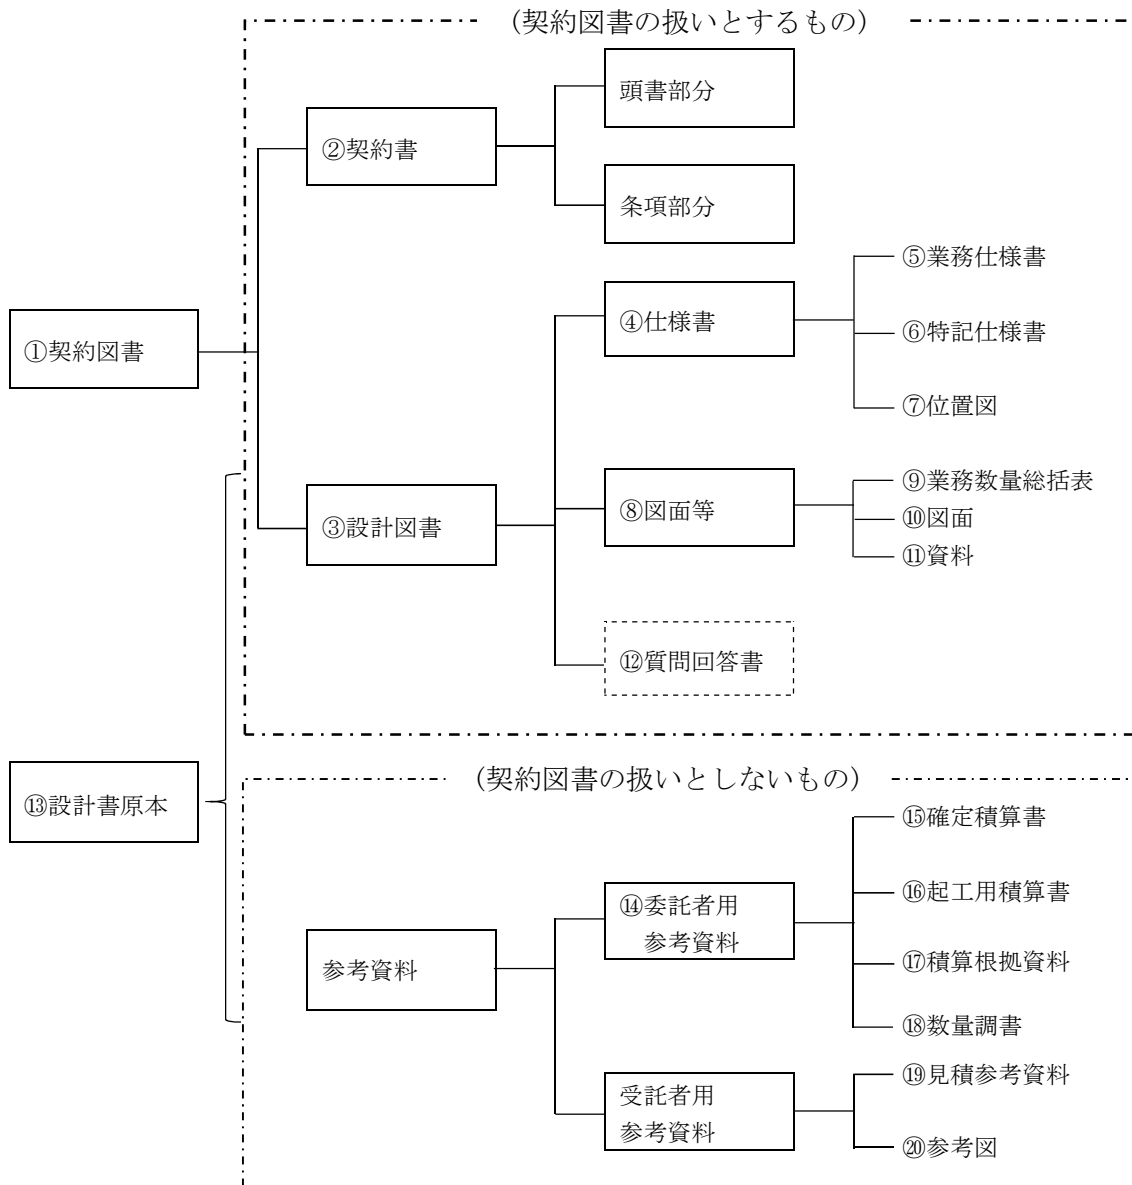 （契約図書の扱いとするもの）
頭書部分
②契約書
条項部分
⑤業務仕様書
④仕様書
⑥特記仕様書
①契約図書
⑦位置図
⑨業務数量総括表
⑧図面等
⑩図面
③設計図書
⑪資料
⑫質問回答書
（契約図書の扱いとしないもの）
⑬設計書原本
⑮確定積算書
⑭委託者用
参考資料
⑯起工用積算書
参考資料
⑰積算根拠資料
⑱数量調書
⑲見積参考資料
受託者用
参考資料
⑳参考図